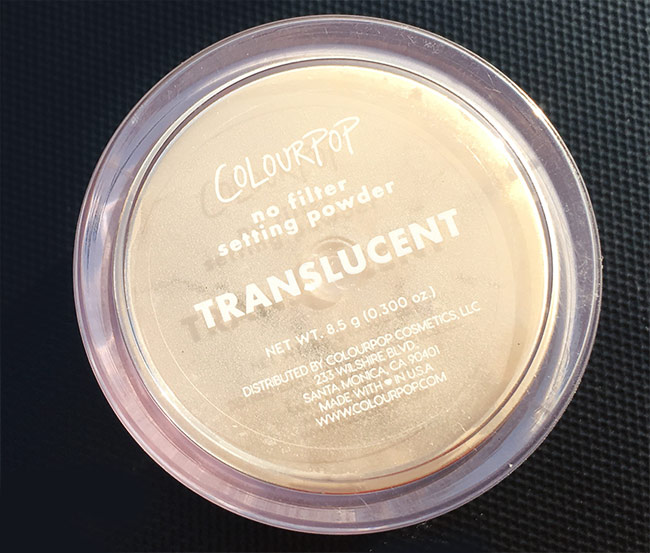 COLOURPOP
no filter
setting powder
TRANSLUCENT
NET WT. 8.5 g (0.300 oz.)
DISTRIBUTED BY COLOURPOP COSMETICS, LLC
233 WILSHIRE BLVD.
SANTA MONICA, CA 90401
MADE WITH ♥ IN U.S.A
WWW.COLOURPOP.COM